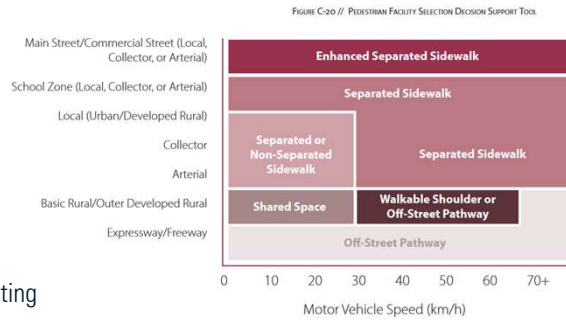 FIGURE C-20 // PEDESTRIAN FACILITY SELECTION DECISION SUPPORT TOOL
Main Street/Commercial Street (Local,
Collector, or Arterial)
Enhanced Separated Sidewalk
School Zone (Local, Collector, or Arterial)
Separated Sidewalk
Local (Urban/Developed Rural)
Collector
Separated or
Non-Separated
Sidewalk
Separated Sidewalk
Arterial
Basic Rural/Outer Developed Rural
Shared Space
Walkable Shoulder or
Off-Street Pathway
Expressway/Freeway
Off-Street Pathway
0 10 20 30 40 50 60 70+
Motor Vehicle Speed (km/h)
ting